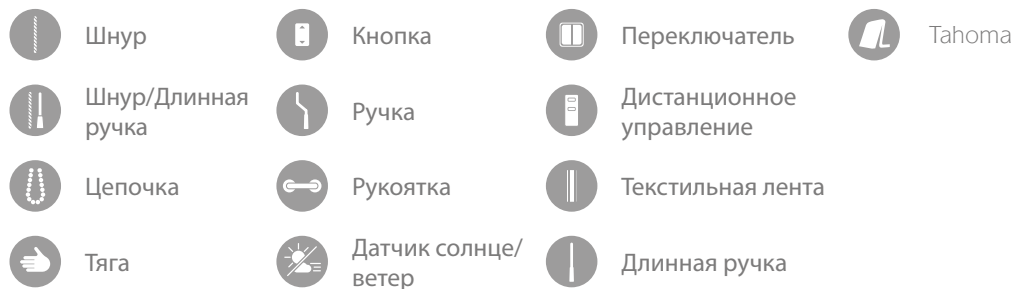 Шнур
Шнур/Длинная
ручка
Цепочка
Тяга
Кнопка
Ручка
Рукоятка
Датчик солнце/
ветер
Переключатель
Дистанционное
управление
Текстильная лента
Длинная ручка
Tahoma